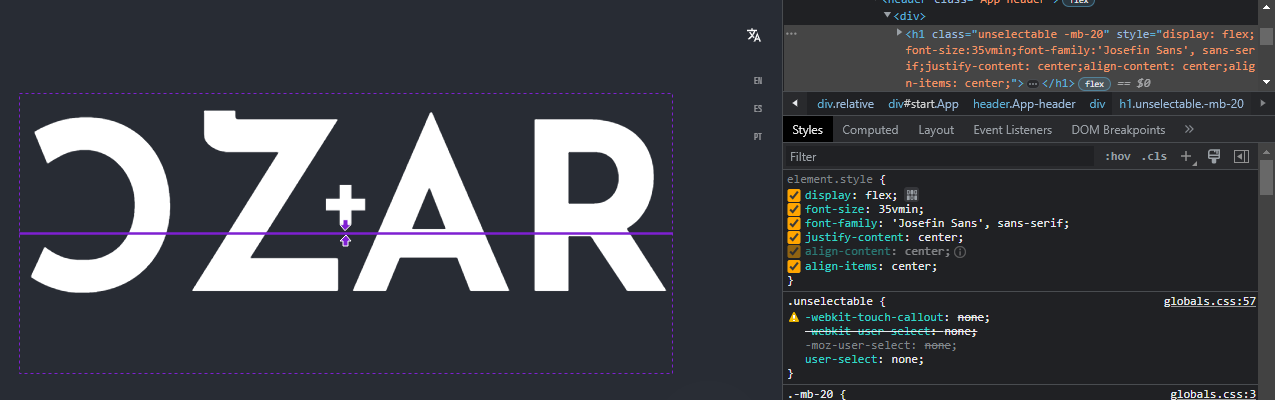 EN
ES
PT
ƆZ+AR
header class="App-header"> flex
<div>
<h1 class="unselectable -mb-20" style="display: flex;
font-size:35vmin;font-family:'Josefin Sans', sans-ser
if;justify-content: center;align-content: center;alig
n-items: center;"> ⋯ </h1> flex == $0
div.relative div#start.App header.App-header div h1.unselectable.-mb-20
Styles Computed Layout Event Listeners DOM Breakpoints »
Filter :hov .cls +
element.style {
display: flex;
font-size: 35vmin;
font-family: 'Josefin Sans', sans-serif;
justify-content: center;
align-content: center;
align-items: center;
}
.unselectable { globals.css:57
-webkit-touch-callout: none;
-webkit-user-select: none;
-moz-user-select: none;
user-select: none;
}
.-mb-20 { globals.css:3